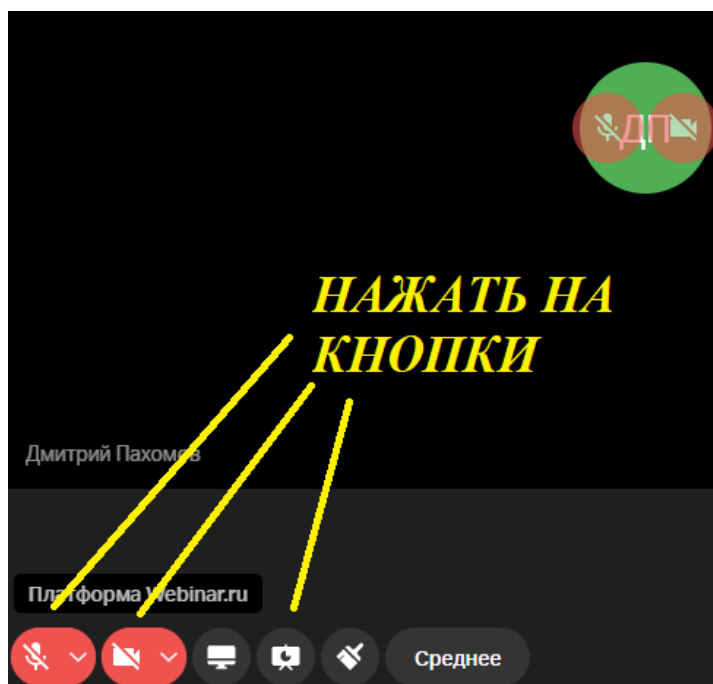 ДП
НАЖАТЬ НА
КНОПКИ
Дмитрий Пахомов
Платформа Webinar.ru
Среднее